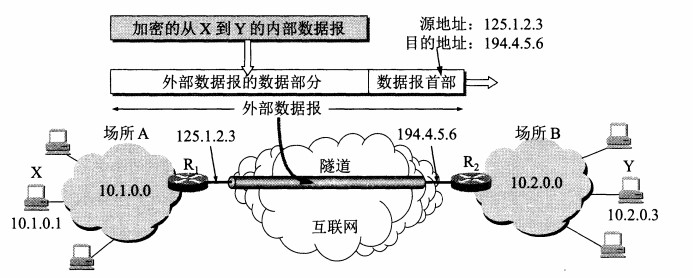 加密的从 X 到 Y 的内部数据报
源地址：125.1.2.3
目的地址：194.4.5.6
外部数据报的数据部分
数据报首部
外部数据报
场所 A
125.1.2.3
194.4.5.6
场所 B
X
R1
隧道
R2
Y
10.1.0.0
10.2.0.0
10.1.0.1
互联网
10.2.0.3